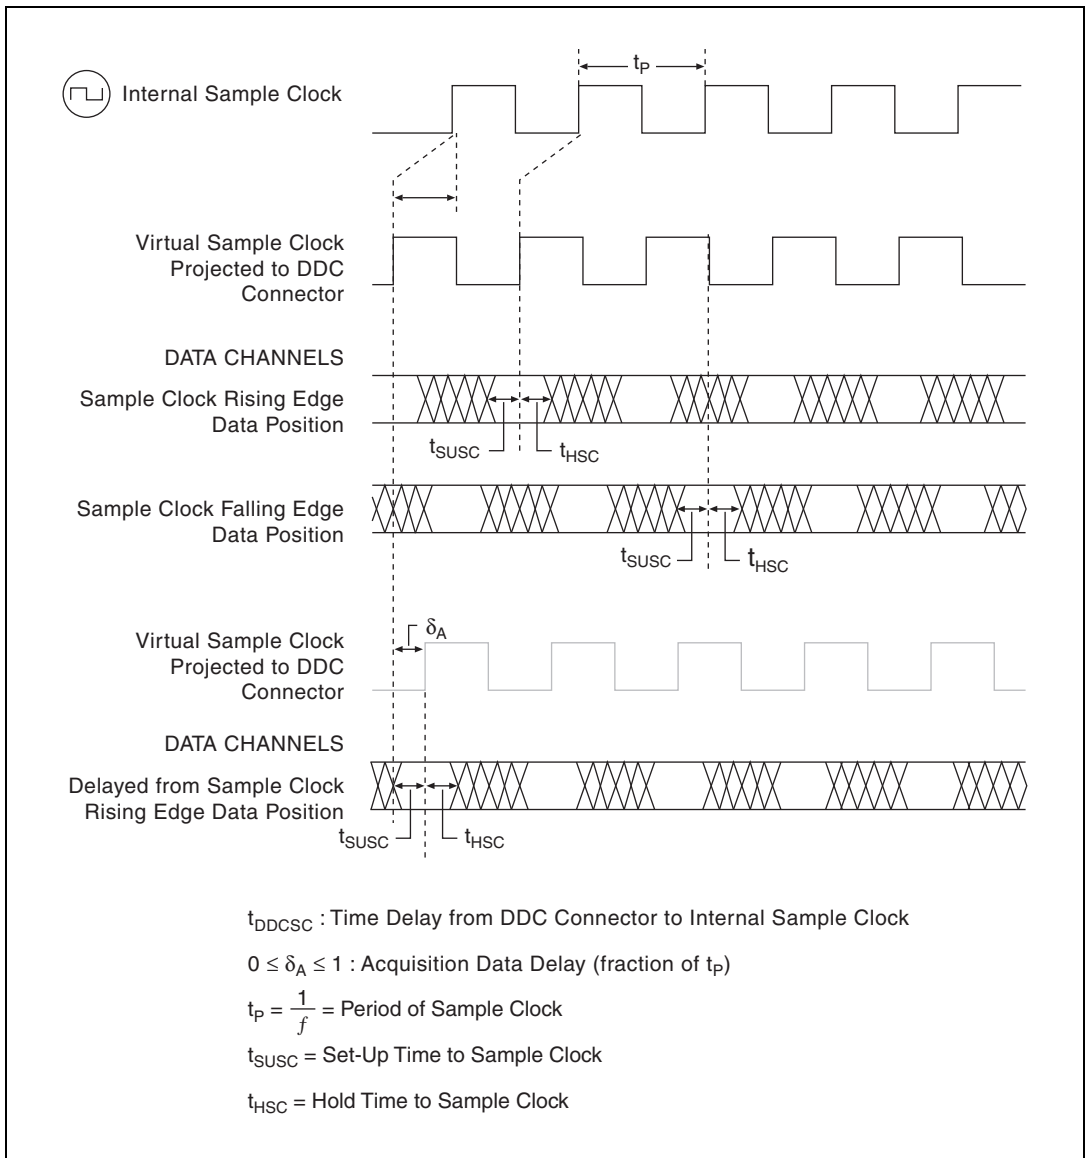 t_P
Internal Sample Clock
Virtual Sample Clock
Projected to DDC
Connector
DATA CHANNELS
Sample Clock Rising Edge
Data Position
t_SUSC
t_HSC
Sample Clock Falling Edge
Data Position
t_SUSC
t_HSC
δ_A
Virtual Sample Clock
Projected to DDC
Connector
DATA CHANNELS
Delayed from Sample Clock
Rising Edge Data Position
t_SUSC
t_HSC
t_DDCSC : Time Delay from DDC Connector to Internal Sample Clock
0 ≤ δ_A ≤ 1 : Acquisition Data Delay (fraction of t_P)
t_P = 1/f = Period of Sample Clock
t_SUSC = Set-Up Time to Sample Clock
t_HSC = Hold Time to Sample Clock